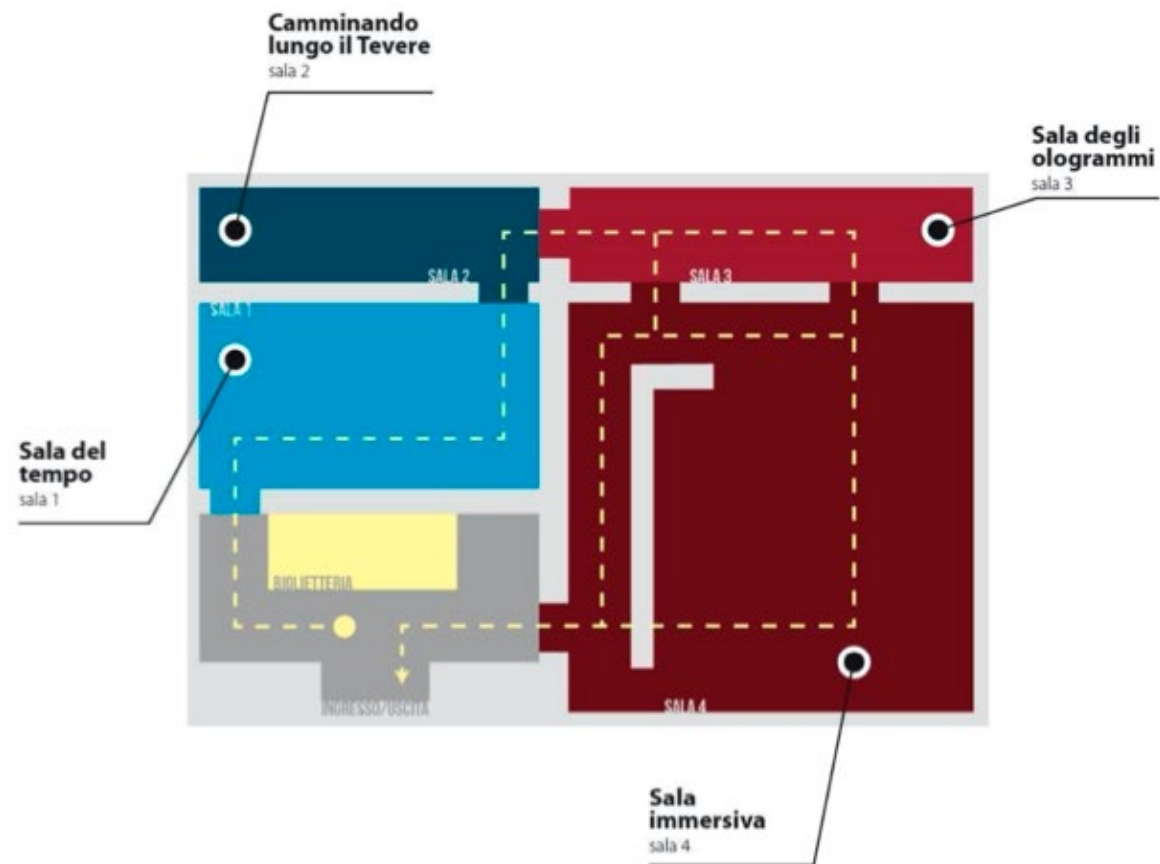 Camminando
lungo il Tevere
sala 2
Sala degli
ologrammi
sala 3
SALA 2
SALA 3
SALA 1
Sala del
tempo
sala 1
BIGLIETTERIA
INGRESSO/USCITA
SALA 4
Sala
immersiva
sala 4